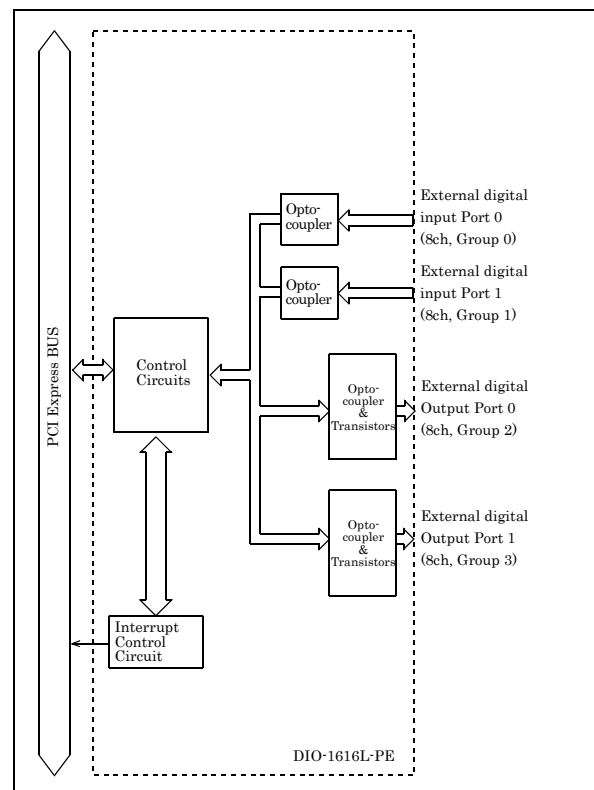 PCI Express BUS
Opto-
coupler
External digital
input Port 0
(8ch, Group 0)
Opto-
coupler
External digital
input Port 1
(8ch, Group 1)
Control
Circuits
Opto-
coupler
&
Transistors
External digital
Output Port 0
(8ch, Group 2)
Opto-
coupler
&
Transistors
External digital
Output Port 1
(8ch, Group 3)
Interrupt
Control
Circuit
DIO-1616L-PE